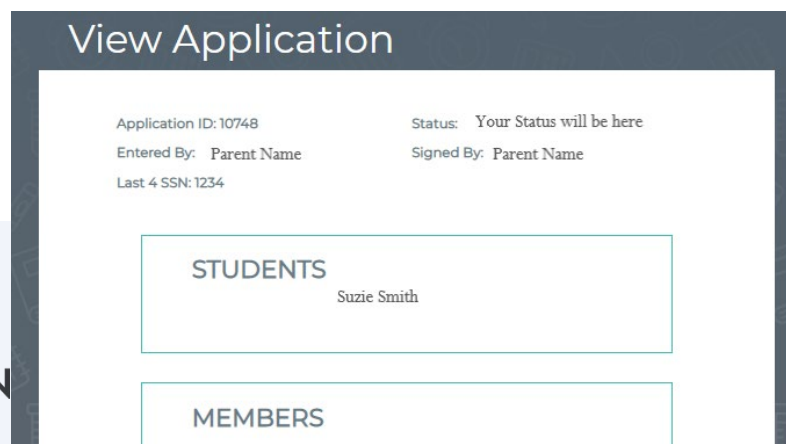 View Application
Application ID: 10748
Status: Your Status will be here
Entered By: Parent Name
Signed By: Parent Name
Last 4 SSN: 1234
STUDENTS
Suzie Smith
N
MEMBERS